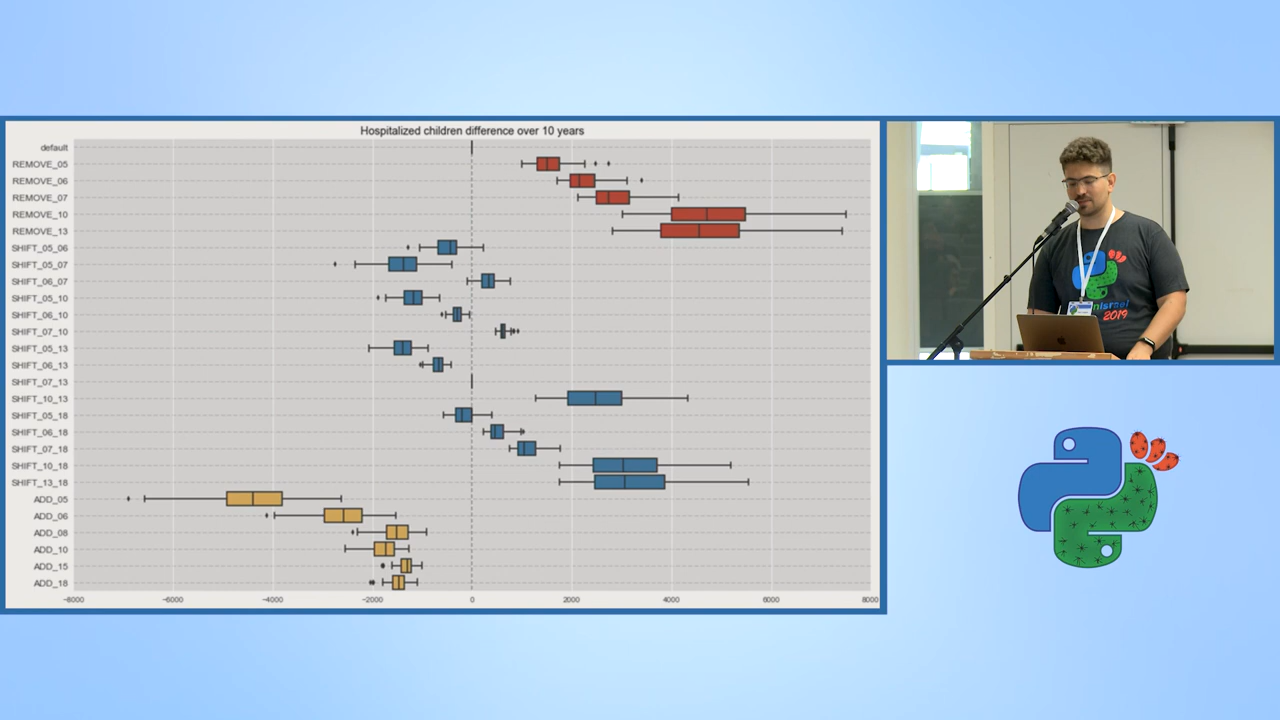 Hospitalized children difference over 10 years
default
REMOVE_05
REMOVE_06
REMOVE_07
REMOVE_10
REMOVE_13
SHIFT_05_06
SHIFT_05_07
SHIFT_06_07
SHIFT_05_10
SHIFT_06_10
SHIFT_07_10
SHIFT_05_13
SHIFT_06_13
SHIFT_07_13
SHIFT_10_13
SHIFT_05_18
SHIFT_06_18
SHIFT_07_18
SHIFT_10_18
SHIFT_13_18
ADD_05
ADD_06
ADD_08
ADD_10
ADD_15
ADD_18
−8000 −6000 −4000 −2000 0 2000 4000 6000 8000
2019